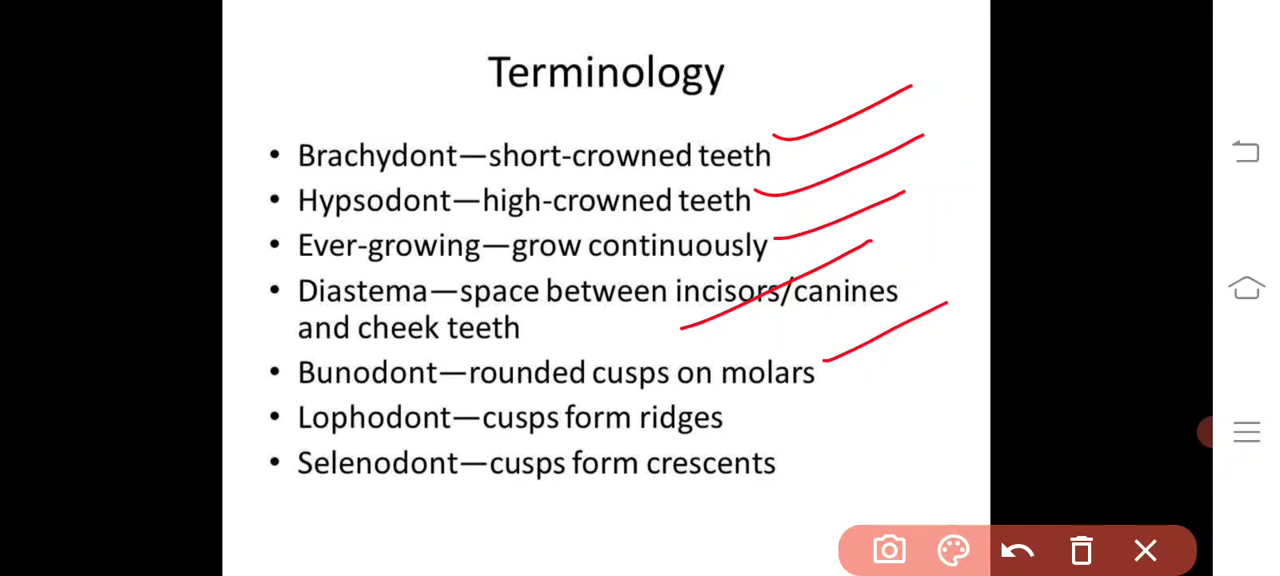 Terminology
• Brachydont—short-crowned teeth
• Hypsodont—high-crowned teeth
• Ever-growing—grow continuously
• Diastema—space between incisors/canines
and cheek teeth
• Bunodont—rounded cusps on molars
• Lophodont—cusps form ridges
• Selenodont—cusps form crescents